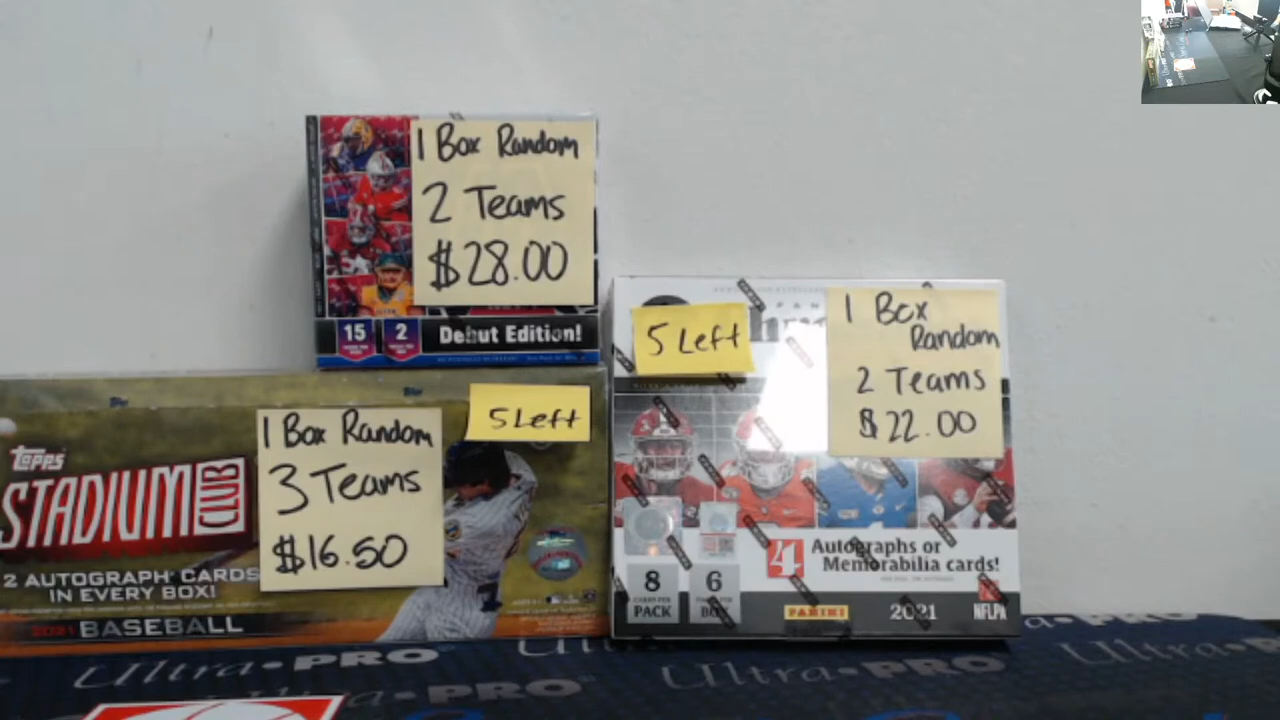 1 Box Random
2 Teams
$28.00
15
2
Debut Edition!
5 Left
1 Box
Random
2 Teams
$22.00
5 Left
1 Box Random
3 Teams
$16.50
Topps
STADIUM
CLUB
2 AUTOGRAPH CARDS
IN EVERY BOX!
2021 BASEBALL
4 Autographs or
Memorabilia cards!
8
CARDS PER
PACK
6
BOX
PANINI
2021
NFLPA
Ultra•PRO
Ultra•PRO
Ultra•PRO
Ultra•PRO